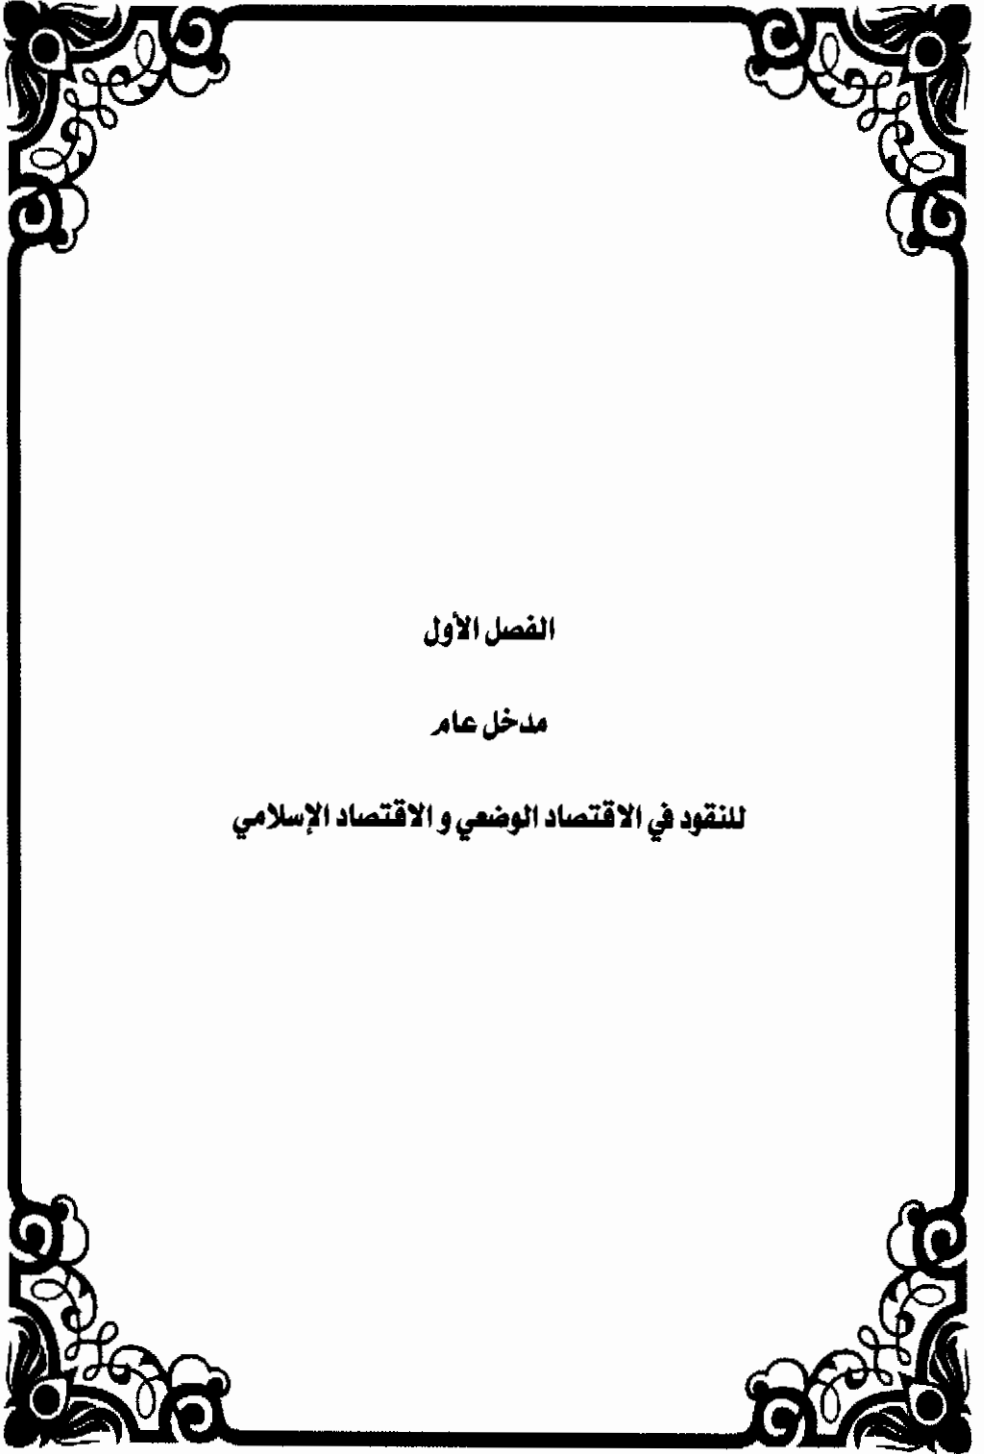 الفصل الأول
مدخل عام
للنقود في الاقتصاد الوضعي و الاقتصاد الإسلامي